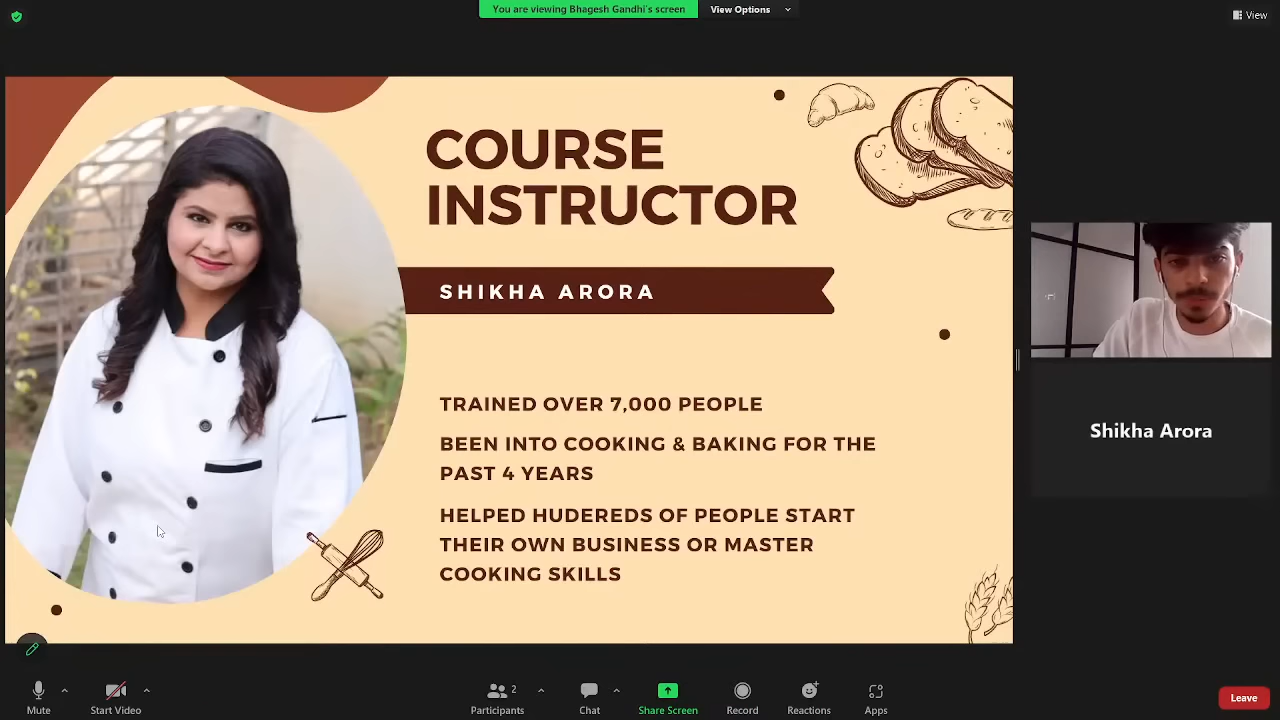 You are viewing Bhagesh Gandhi's screen
View Options
View
COURSE
INSTRUCTOR
SHIKHA ARORA
TRAINED OVER 7,000 PEOPLE
BEEN INTO COOKING & BAKING FOR THE
PAST 4 YEARS
HELPED HUDEREDS OF PEOPLE START
THEIR OWN BUSINESS OR MASTER
COOKING SKILLS
Shikha Arora
Mute
Start Video
2
Participants
Chat
Share Screen
Record
Reactions
Apps
Leave